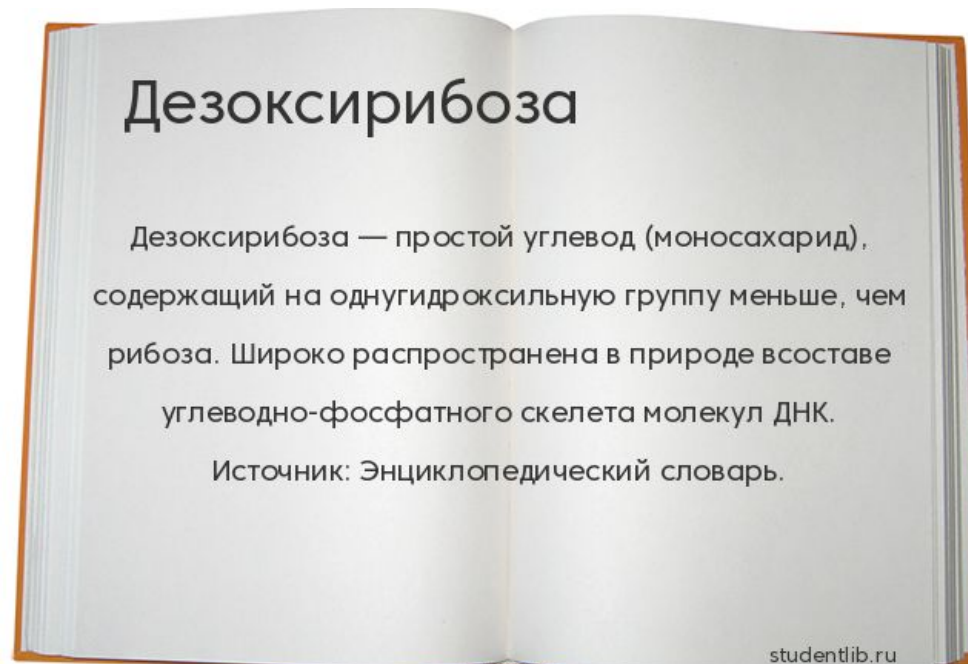 Дезоксирибоза
Дезоксирибоза — простой углевод (моносахарид),
содержащий на однугидроксильную группу меньше, чем
рибоза. Широко распространена в природе всоставе
углеводно-фосфатного скелета молекул ДНК.
Источник: Энциклопедический словарь.
studentlib.ru